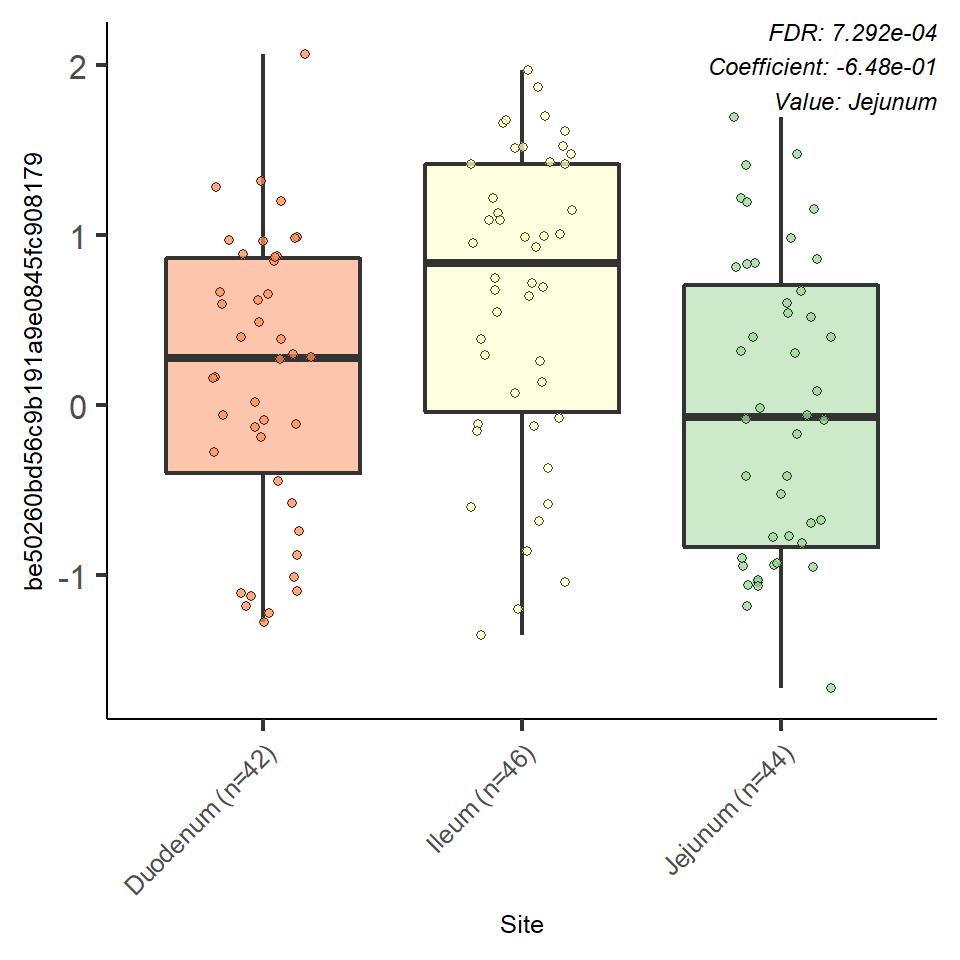 FDR: 7.292e-04
Coefficient: -6.48e-01
Value: Jejunum
be50260bd56c9b191a9e0845fc908179
2
1
0
-1
Duodenum (n=42)
Ileum (n=46)
Jejunum (n=44)
Site